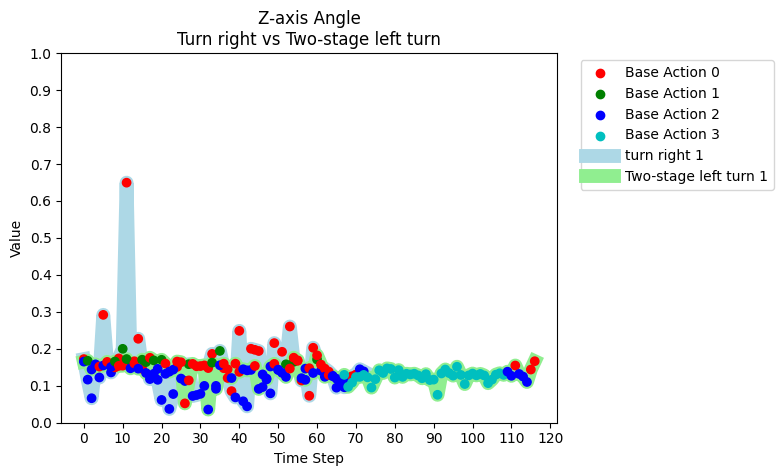 Z-axis Angle
Turn right vs Two-stage left turn
Value
1.0
0.9
0.8
0.7
0.6
0.5
0.4
0.3
0.2
0.1
0.0
0 10 20 30 40 50 60 70 80 90 100 110 120
Time Step
Base Action 0
Base Action 1
Base Action 2
Base Action 3
turn right 1
Two-stage left turn 1